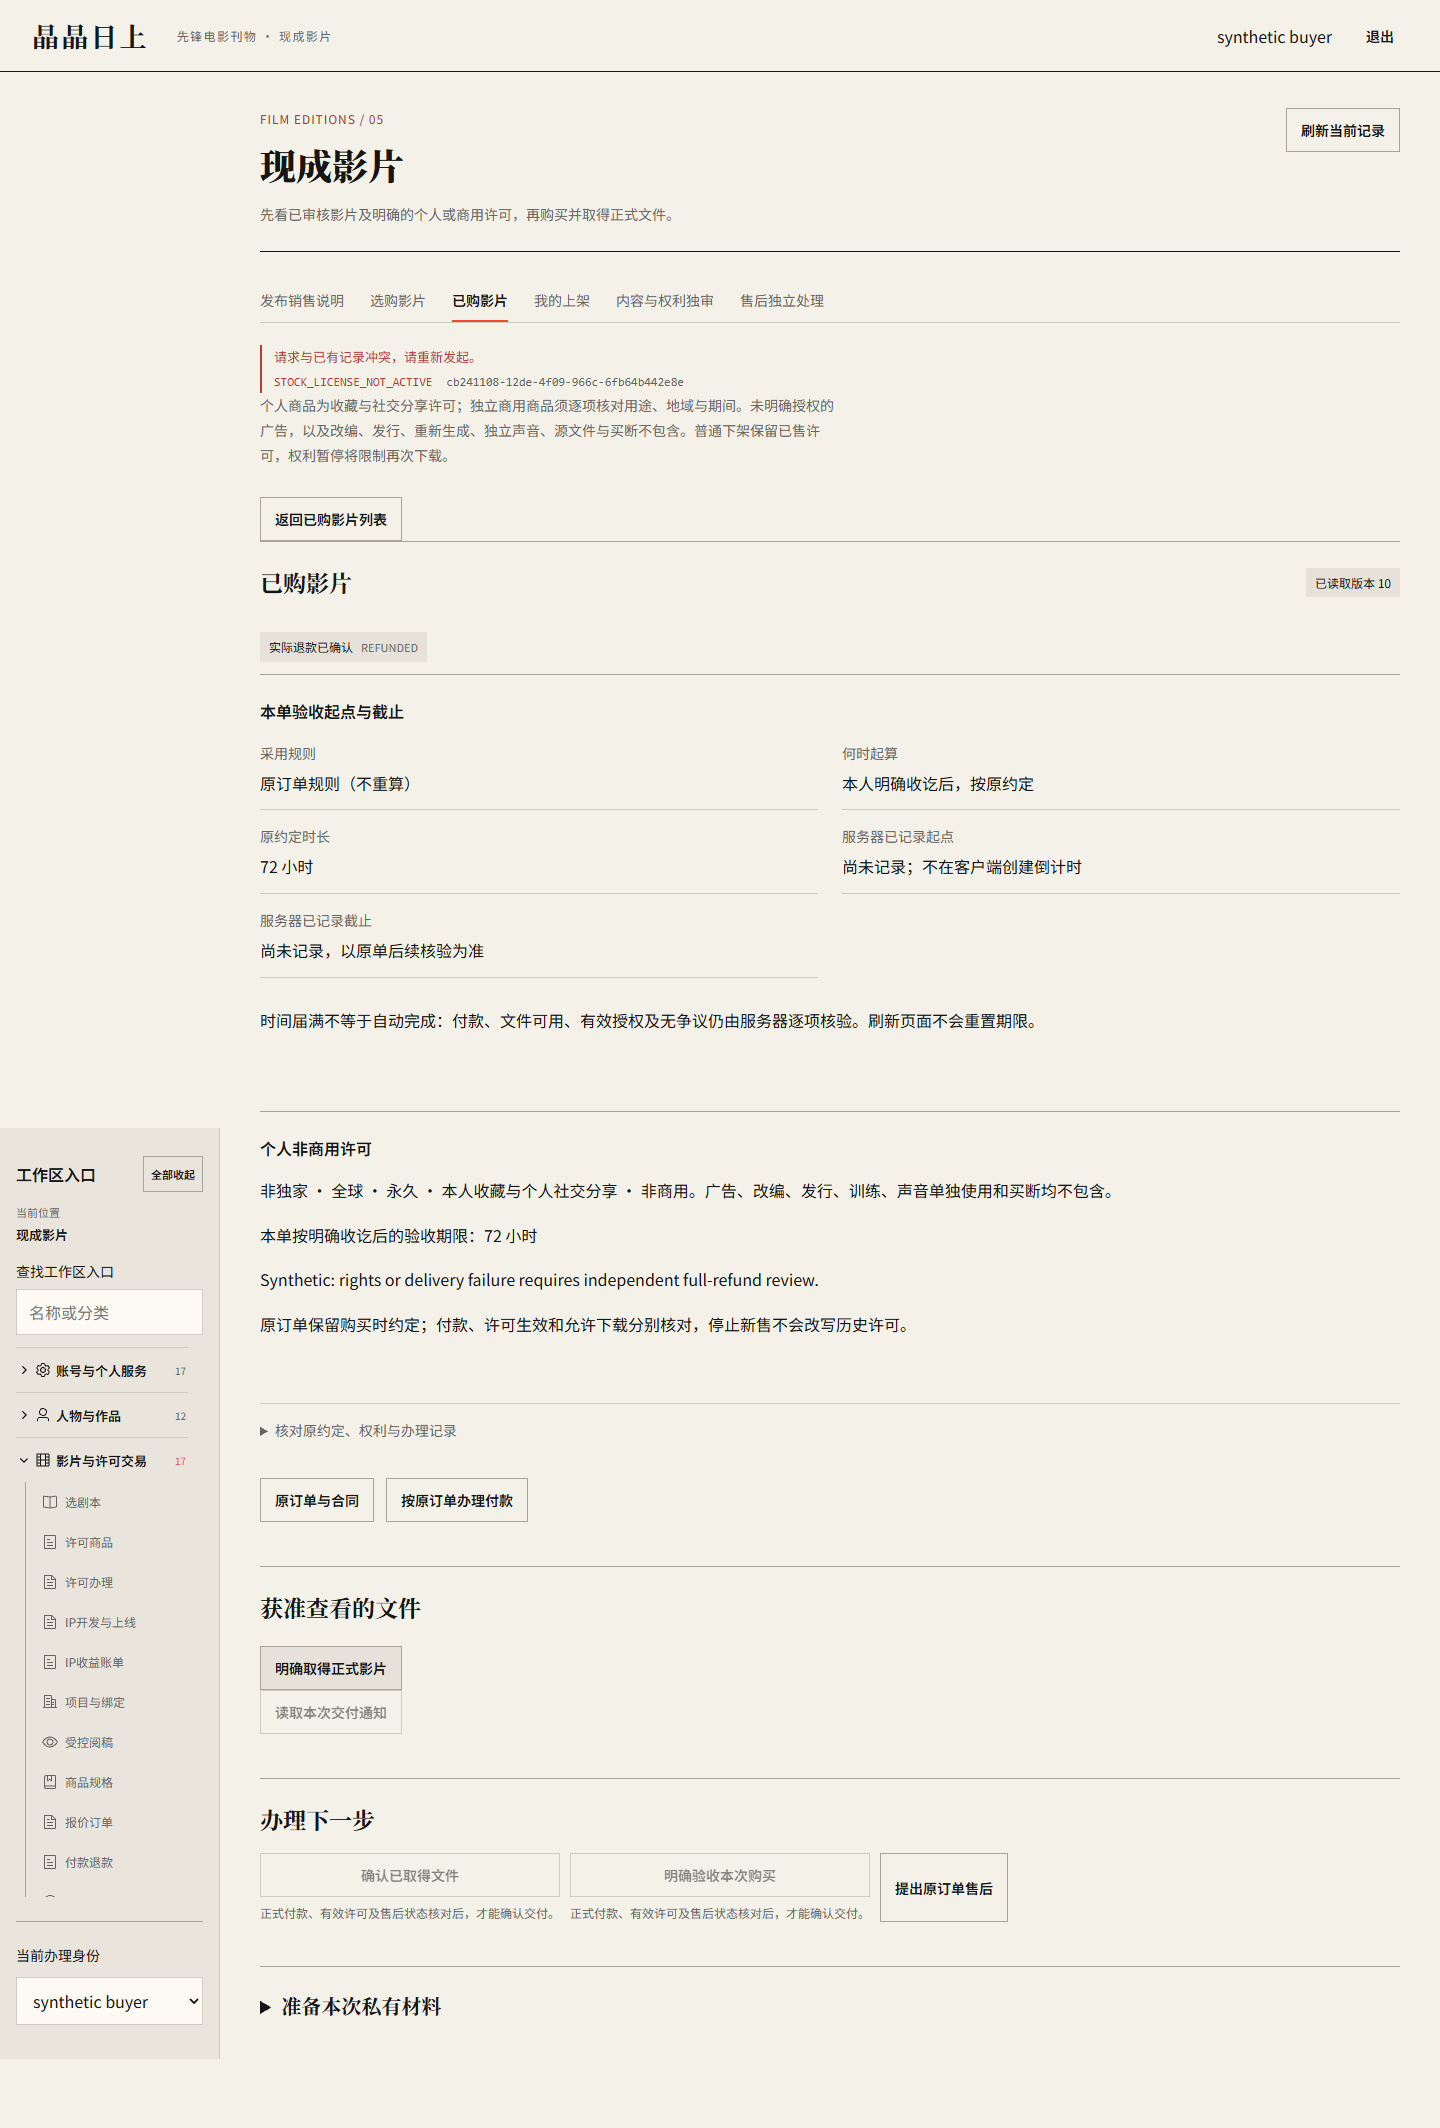 晶晶日上
先锋电影刊物 · 现成影片
synthetic buyer
退出
FILM EDITIONS / 05
现成影片
先看已审核影片及明确的个人或商用许可，再购买并取得正式文件。
刷新当前记录
发布销售说明
选购影片
已购影片
我的上架
内容与权利独审
售后独立处理
请求与已有记录冲突，请重新发起。
STOCK_LICENSE_NOT_ACTIVE cb241108-12de-4f09-966c-6fb64b442e8e
个人商品为收藏与社交分享许可；独立商用商品须逐项核对用途、地域与期间。未明确授权的
广告，以及改编、发行、重新生成、独立声音、源文件与买断不包含。普通下架保留已售许
可，权利暂停将限制再次下载。
返回已购影片列表
已购影片
已读取版本 10
实际退款已确认 REFUNDED
本单验收起点与截止
采用规则
原订单规则（不重算）
何时起算
本人明确收讫后，按原约定
原约定时长
72 小时
服务器已记录起点
尚未记录；不在客户端创建倒计时
服务器已记录截止
尚未记录，以原单后续核验为准
时间届满不等于自动完成：付款、文件可用、有效授权及无争议仍由服务器逐项核验。刷新页面不会重置期限。
个人非商用许可
非独家 · 全球 · 永久 · 本人收藏与个人社交分享 · 非商用。广告、改编、发行、训练、声音单独使用和买断均不包含。
本单按明确收讫后的验收期限：72 小时
Synthetic: rights or delivery failure requires independent full-refund review.
原订单保留购买时约定；付款、许可生效和允许下载分别核对，停止新售不会改写历史许可。
核对原约定、权利与办理记录
原订单与合同
按原订单办理付款
获准查看的文件
明确取得正式影片
读取本次交付通知
办理下一步
确认已取得文件
正式付款、有效许可及售后状态核对后，才能确认交付。
明确验收本次购买
正式付款、有效许可及售后状态核对后，才能确认交付。
提出原订单售后
准备本次私有材料
工作区入口
全部收起
当前位置
现成影片
查找工作区入口
名称或分类
账号与个人服务 17
人物与作品 12
影片与许可交易 17
选剧本
许可商品
许可办理
IP开发与上线
IP收益账单
项目与绑定
受控阅稿
商品规格
报价订单
付款退款
当前办理身份
synthetic buyer